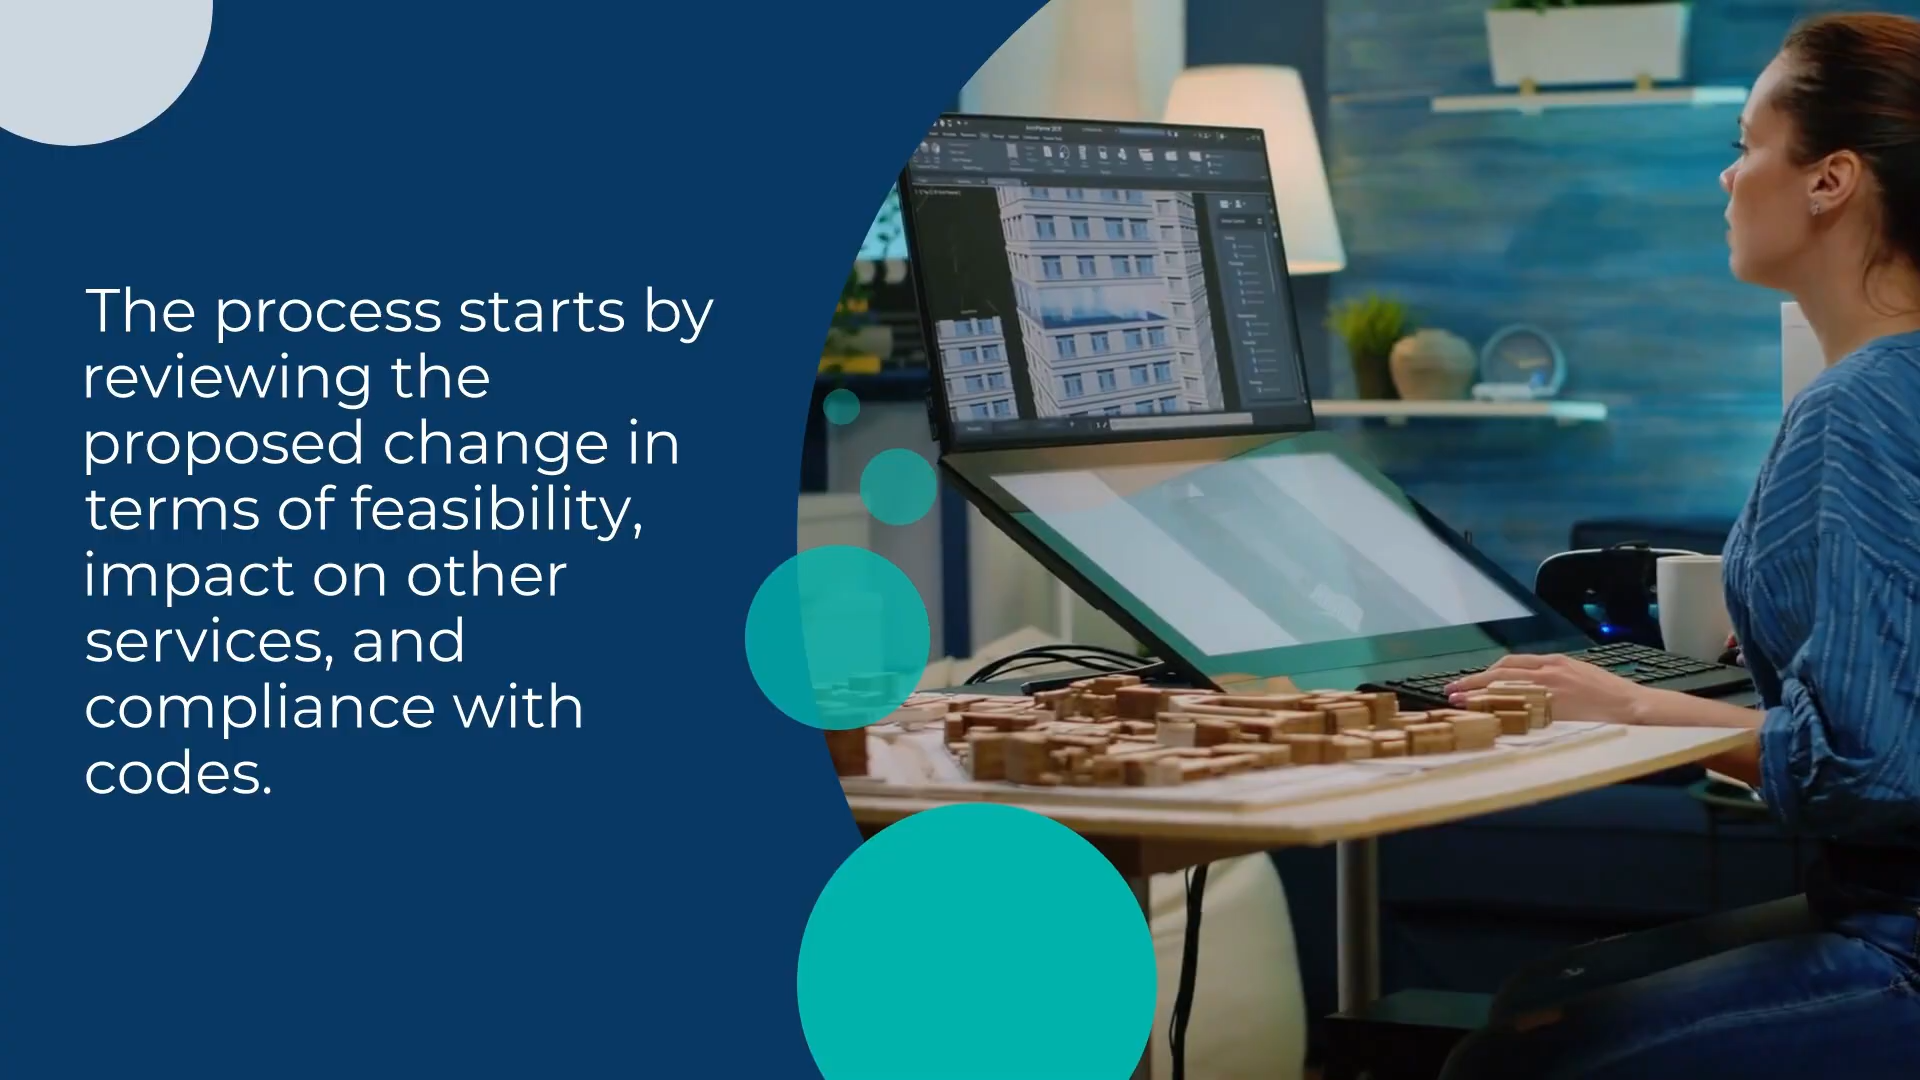 The process starts by
reviewing the
proposed change in
terms of feasibility,
impact on other
services, and
compliance with
codes.